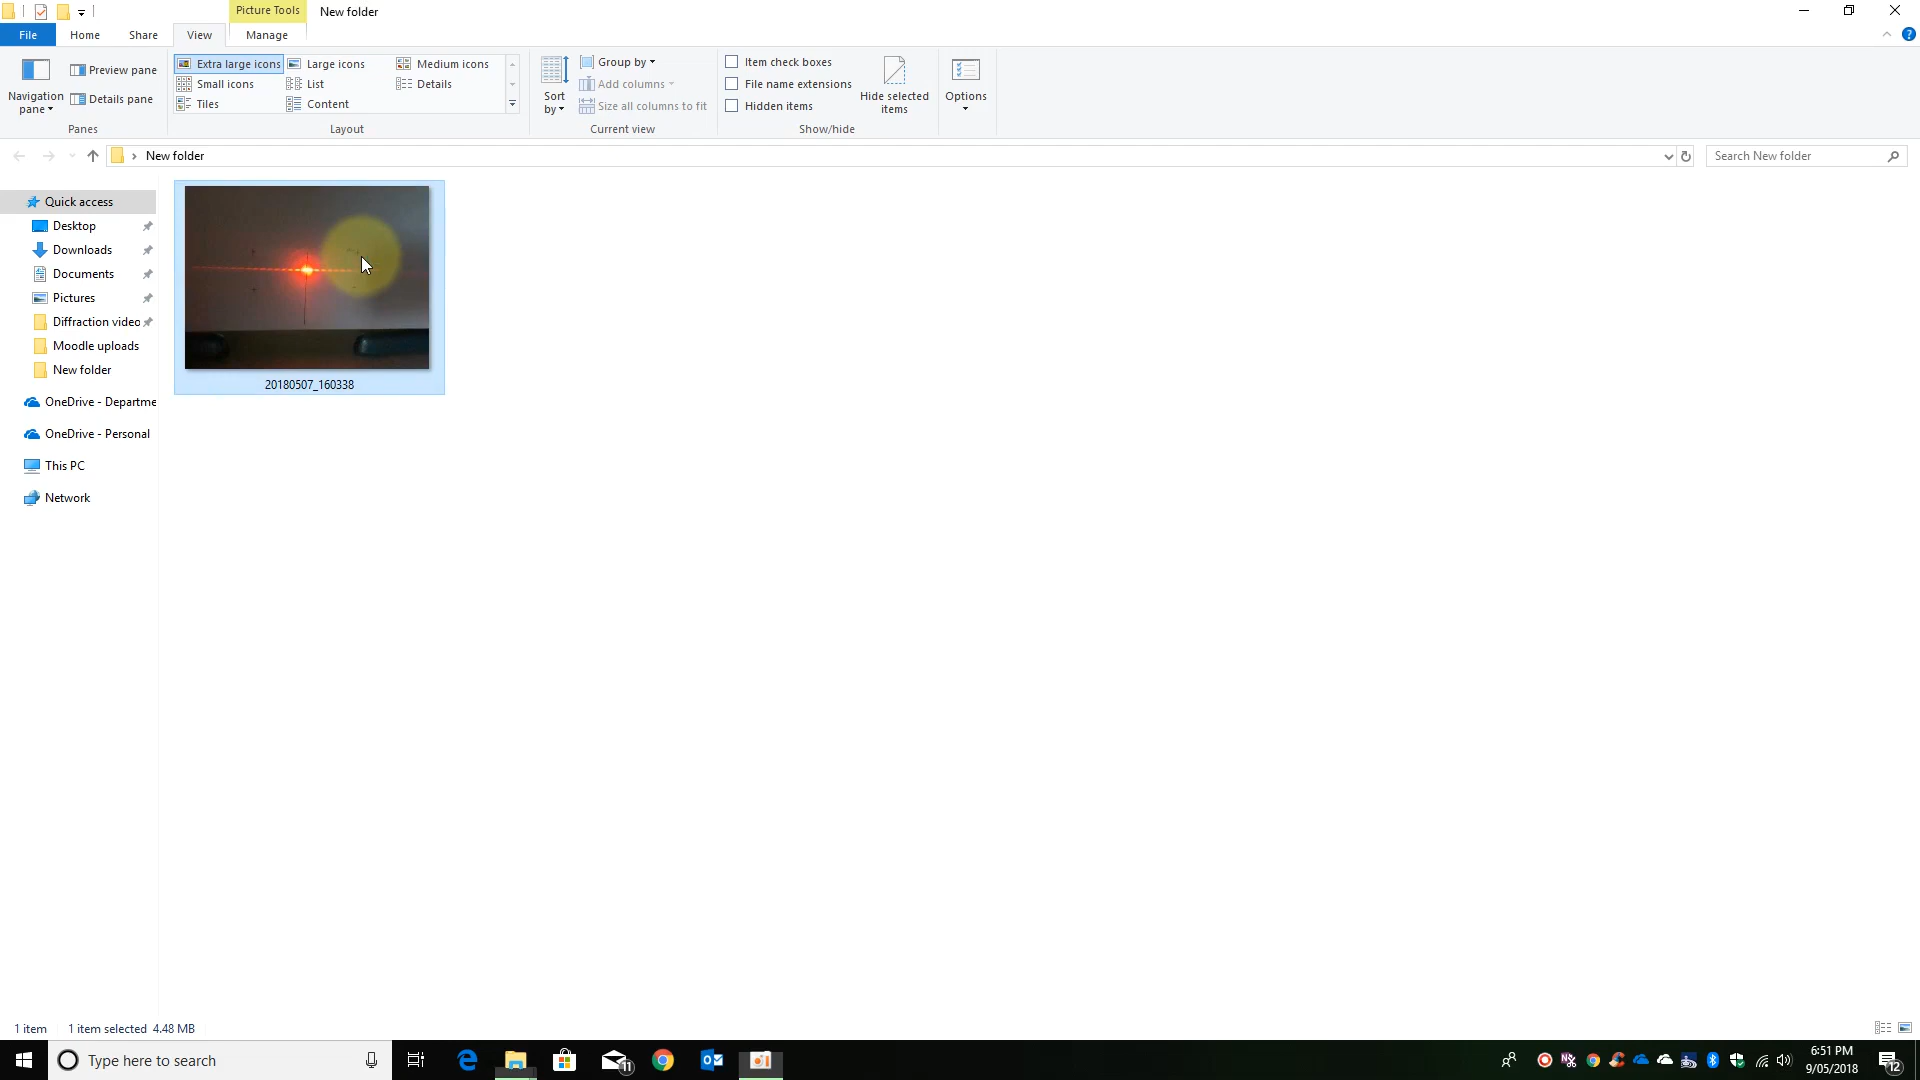 Picture Tools New folder
File Home Share View Manage
Navigation pane
Preview pane
Details pane
Panes
Extra large icons Large icons Medium icons
Small icons List Details
Tiles Content
Layout
Sort by
Group by
Add columns
Size all columns to fit
Current view
Item check boxes
File name extensions
Hidden items
Hide selected items
Show/hide
Options
New folder
Search New folder
Quick access
Desktop
Downloads
Documents
Pictures
Diffraction video
Moodle uploads
New folder
OneDrive - Departme
OneDrive - Personal
This PC
Network
20180507_160338
1 item 1 item selected 4.48 MB
Type here to search
11
6:51 PM
9/05/2018
12